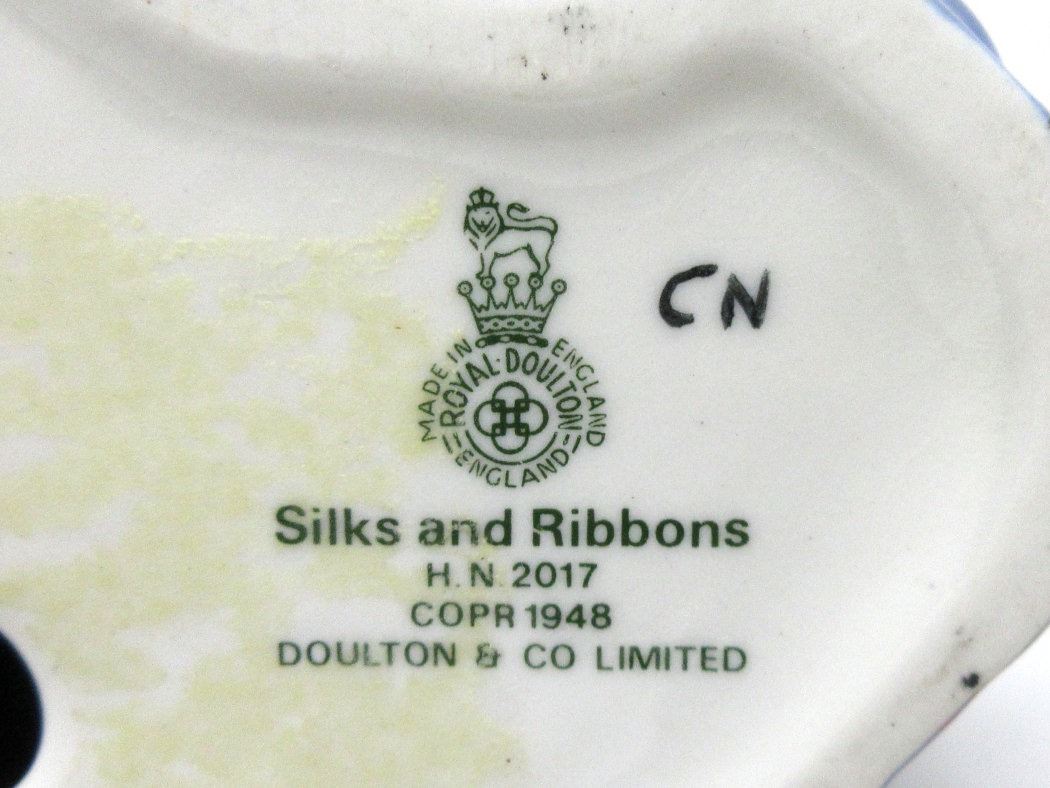 MADE IN ENGLAND
ROYAL·DOULTON
ENGLAND
CN
Silks and Ribbons
H.N. 2017
COPR 1948
DOULTON & CO LIMITED